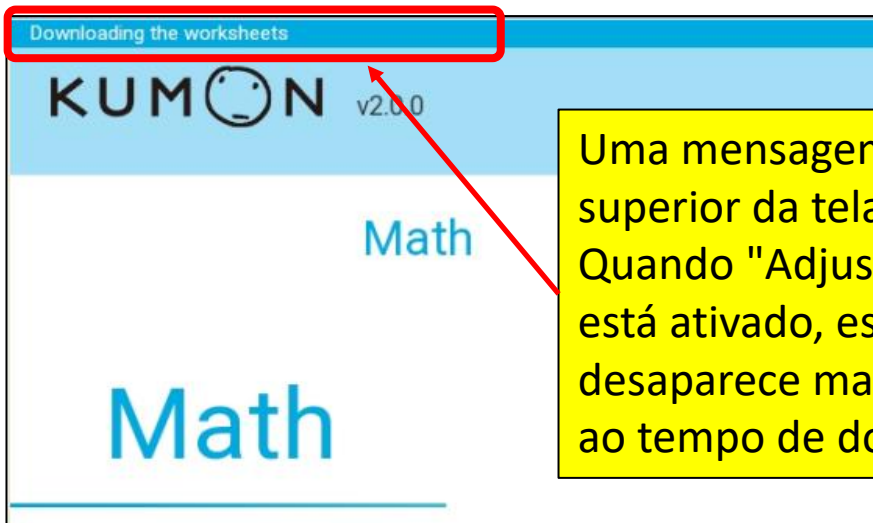 Downloading the worksheets
KUMON v2.0.0
Math
Math
Uma mensagem
superior da tela
Quando "Adjus
está ativado, es
desaparece ma
ao tempo de do